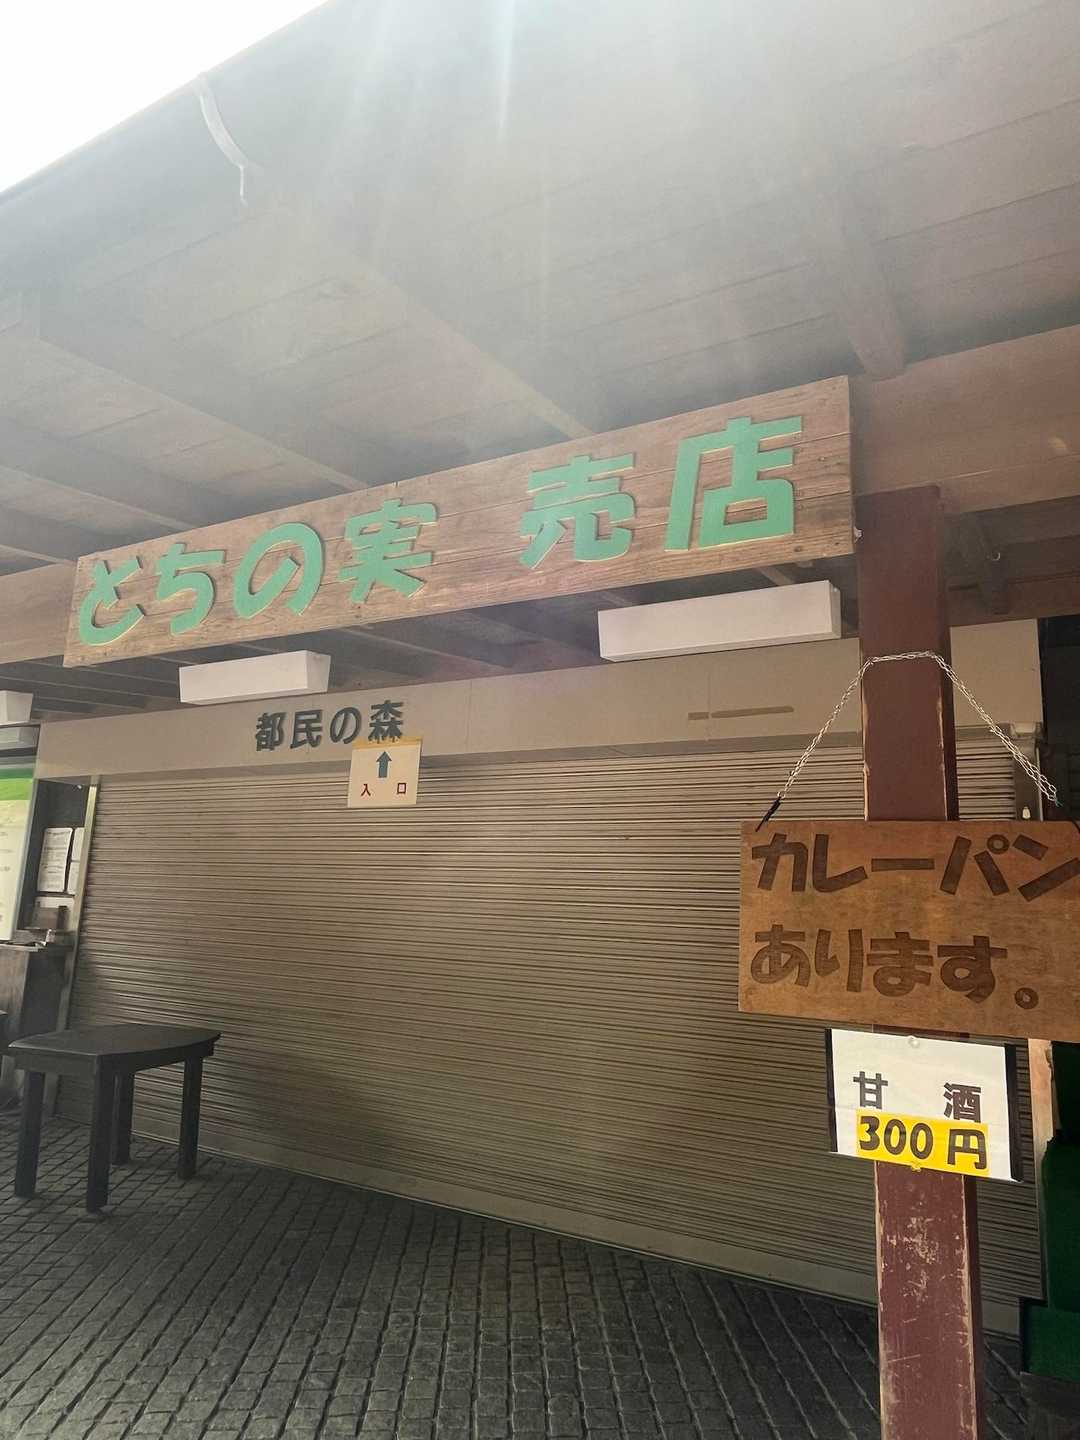 とちの実 売店
都民の森
入口
カレーパン
あります。
甘酒
300円